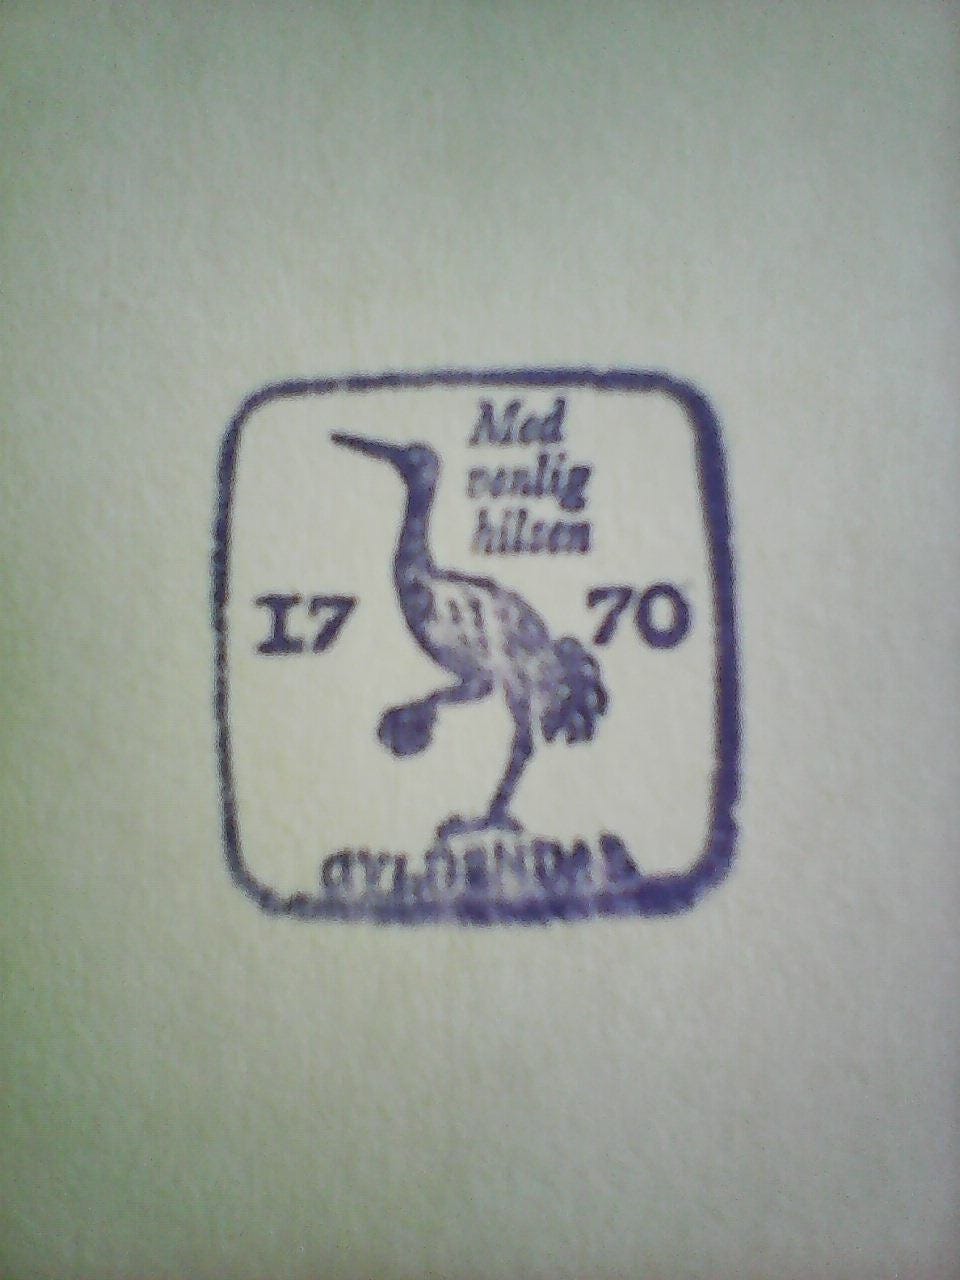 Med
venlig
hilsen
17 70
GYLDENDAL